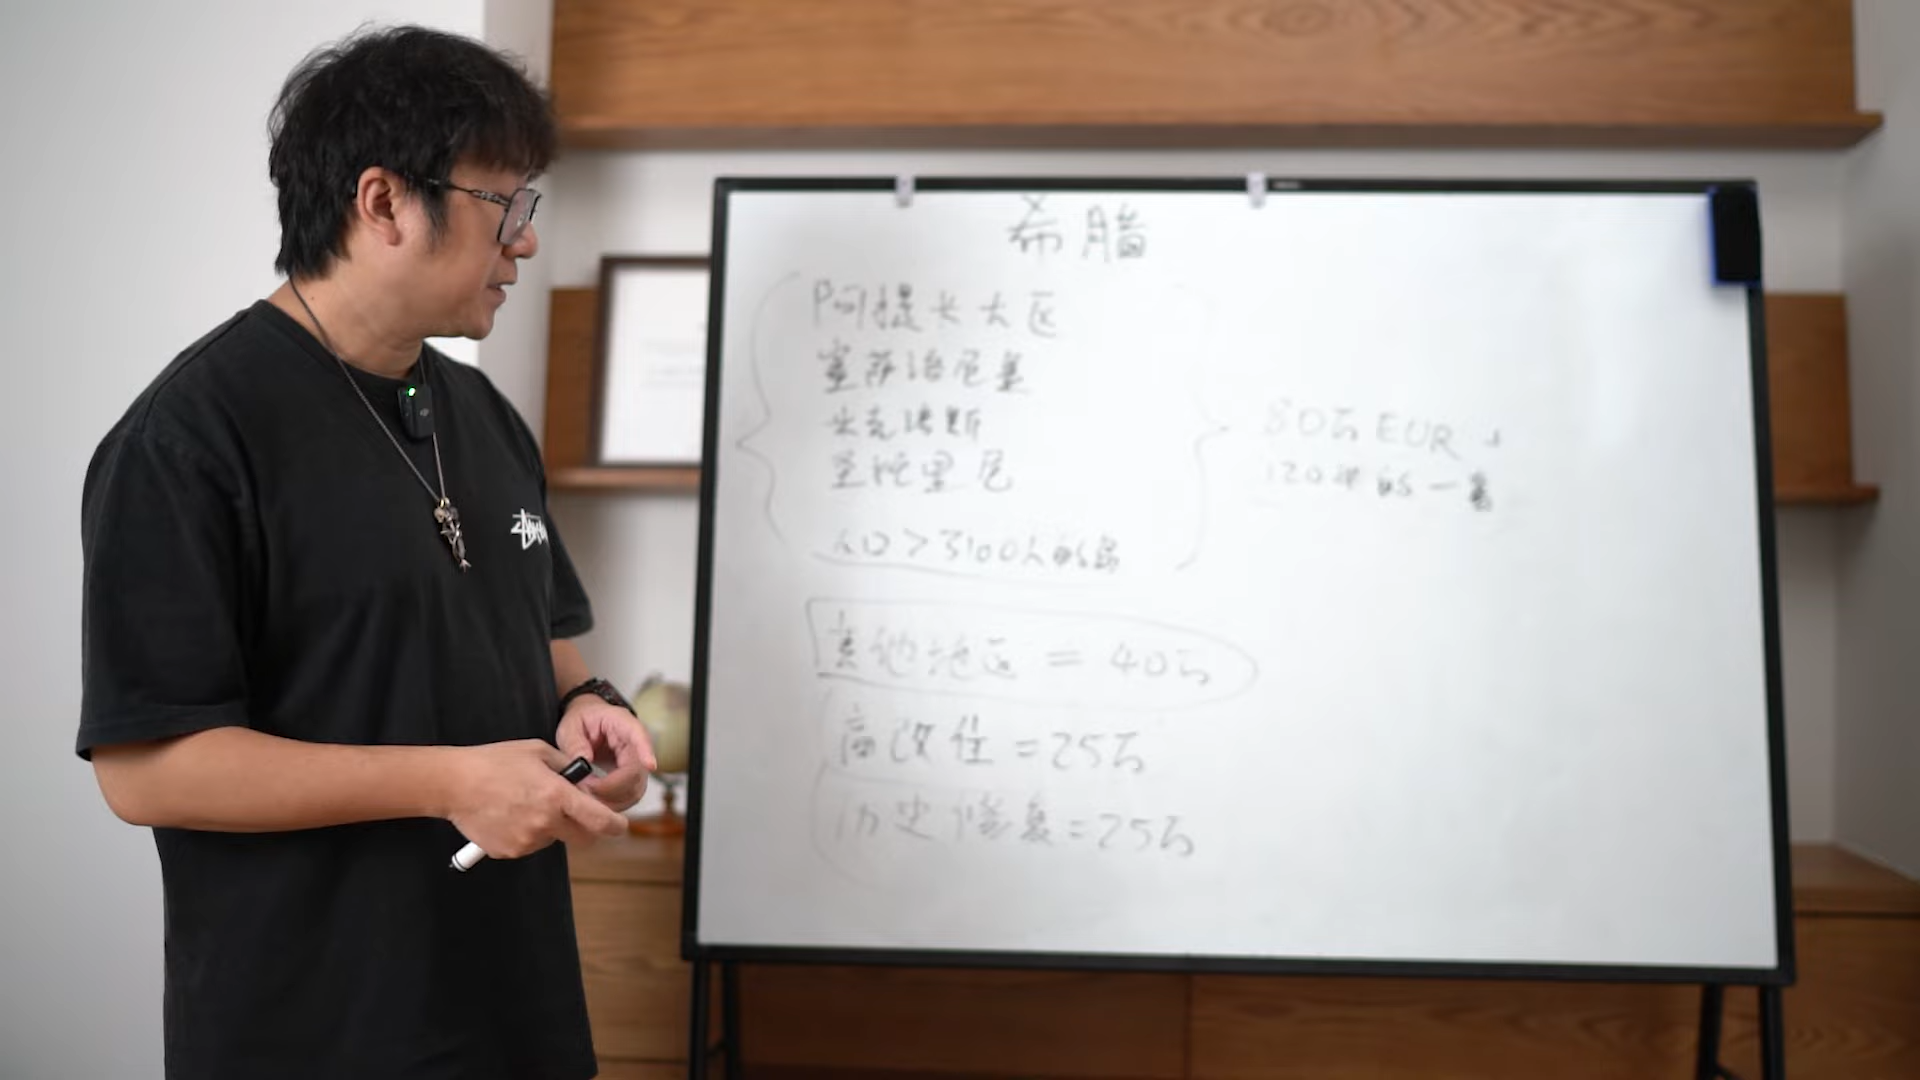 希腊
阿提卡大区
塞萨洛尼基
米克诺斯
圣托里尼
人口>3100人的岛
80万EUR
120平的一套
其他地区=40万
商改住=25万
历史修复=25万